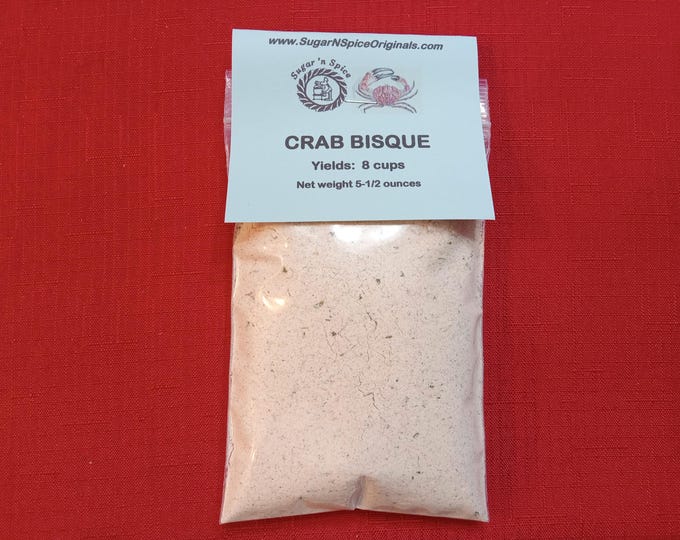 www.SugarNSpiceOriginals.com
Sugar 'n Spice
CRAB BISQUE
Yields: 8 cups
Net weight 5-1/2 ounces